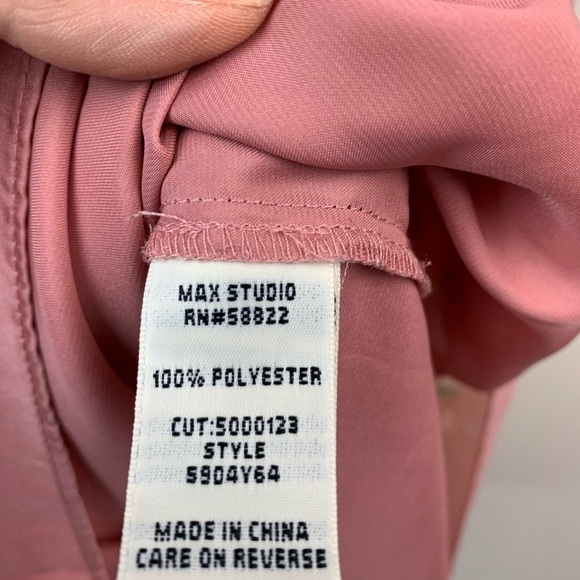 MAX STUDIO
RN#58822
100% POLYESTER
CUT:5000123
STYLE
5904Y64
MADE IN CHINA
CARE ON REVERSE